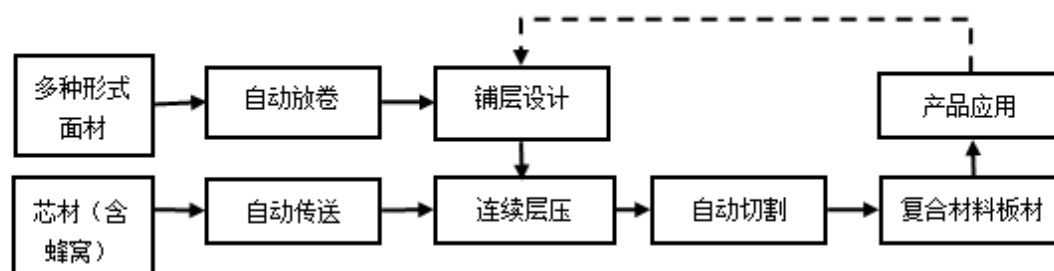 多种形式
面材
自动放卷
铺层设计
产品应用
芯材（含
蜂窝）
自动传送
连续层压
自动切割
复合材料板材